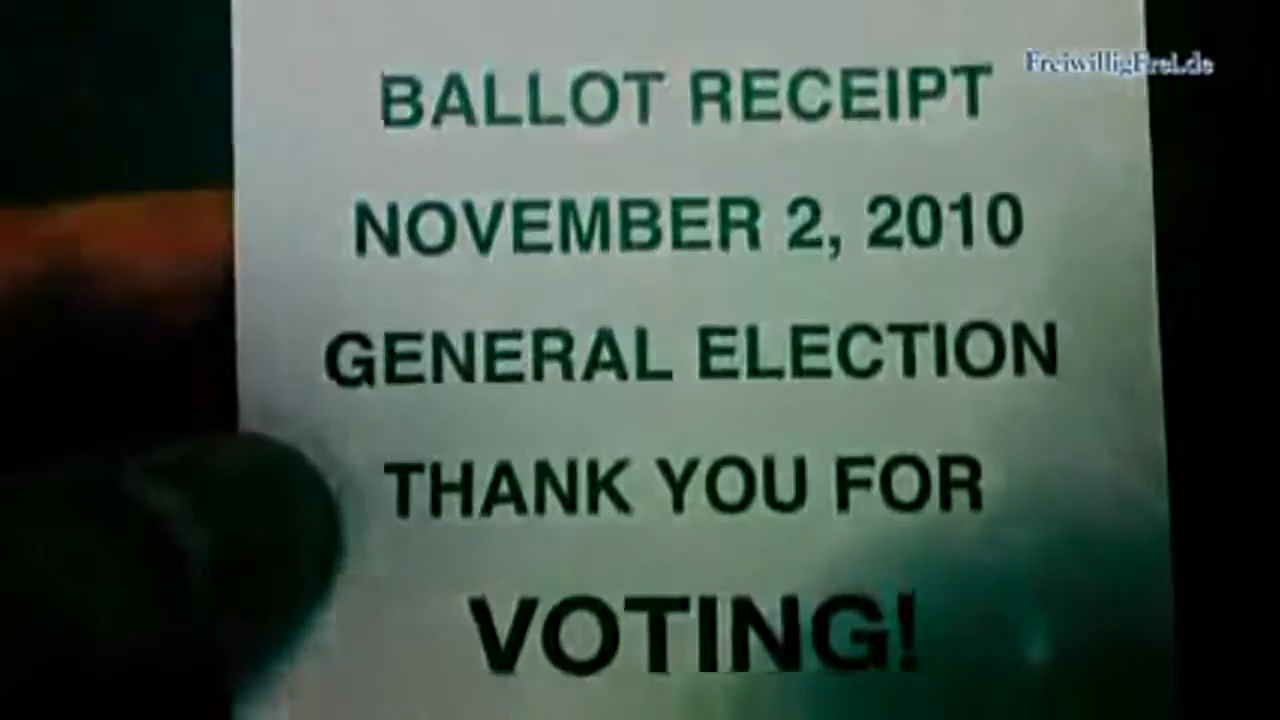 FreiwilligFrei.de
BALLOT RECEIPT
NOVEMBER 2, 2010
GENERAL ELECTION
THANK YOU FOR
VOTING!